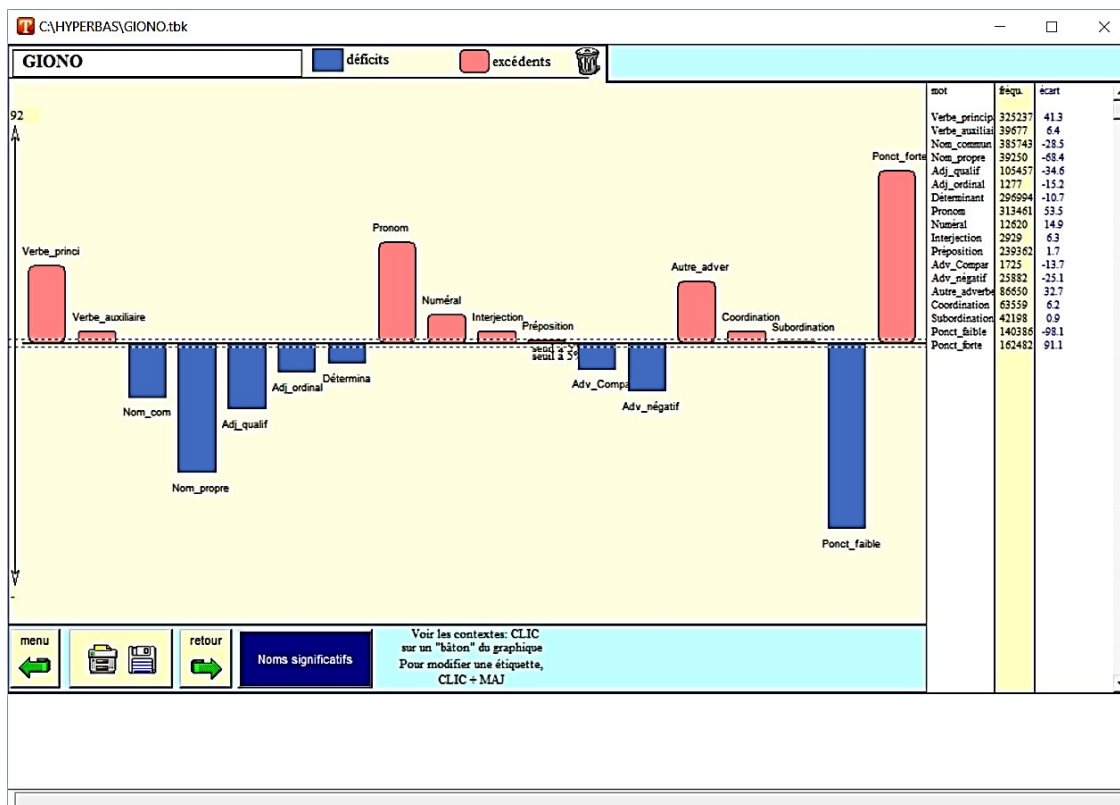 C:\HYPERBAS\GIONO.tbk
GIONO
déficits
excédents
92
Verbe_princi
Verbe_auxiliaire
Nom_com
Nom_propre
Adj_qualif
Adj_ordinal
Détermina
Pronom
Numéral
Interjection
Préposition
seuil à 5%
Adv_Compa
Adv_négatif
Autre_adver
Coordination
Subordination
Ponct_faible
Ponct_forte
mot fréqu. écart
Verbe_princip. 325237 41.3
Verbe_auxiliai 39677 6.4
Nom_commun 385743 -28.5
Nom_propre 39250 -68.4
Adj_qualif 105457 -34.6
Adj_ordinal 1277 -15.2
Déterminant 296994 -10.7
Pronom 313461 53.5
Numéral 12620 14.9
Interjection 2929 6.3
Préposition 239362 1.7
Adv_Compar 1725 -13.7
Adv_négatif 25882 -25.1
Autre_adverbe 86650 32.7
Coordination 63559 6.2
Subordination 42198 0.9
Ponct_faible 140386 -98.1
Ponct_forte 162482 91.1
menu
retour
Noms significatifs
Voir les contextes: CLIC
sur un "bâton" du graphique
Pour modifier une étiquette,
CLIC + MAJ